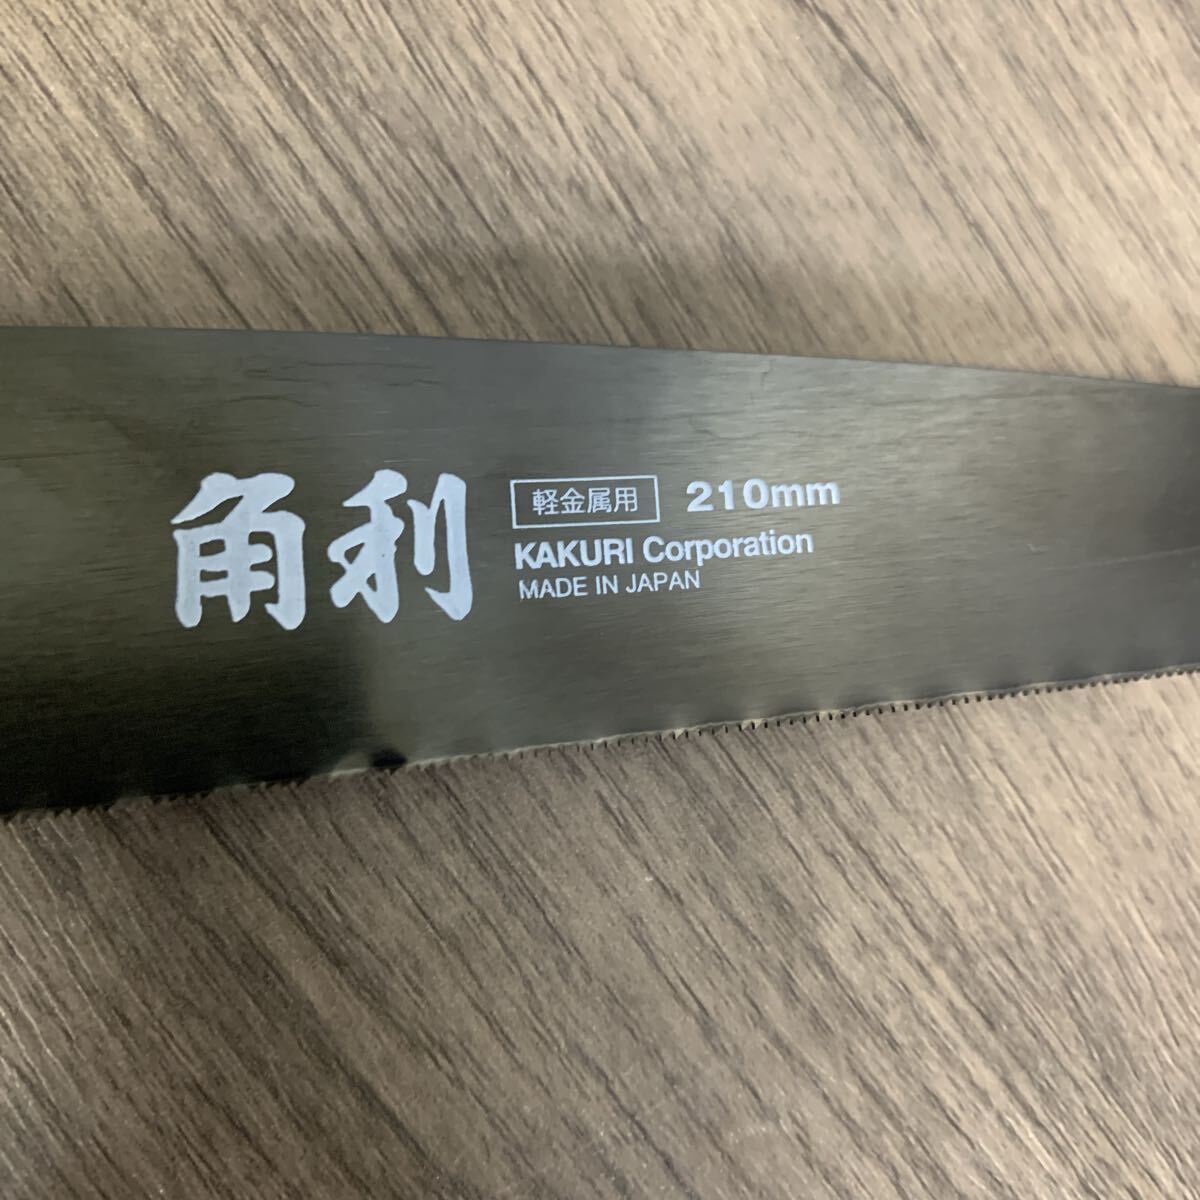 角利
軽金属用 210mm
KAKURI Corporation
MADE IN JAPAN